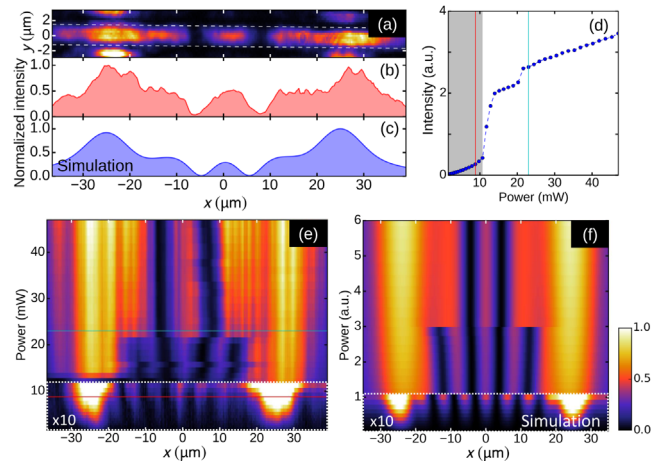 (a)
y (μm)
2
0
−2
(b)
1.0
0.5
0.0
Normalized intensity
(c)
1.0
0.5
0.0
Simulation
−30 −20 −10 0 10 20 30
x (μm)
(d)
Intensity (a.u.)
4
2
0
10 20 30 40
Power (mW)
(e)
Power (mW)
40
30
20
10
x10
−30 −20 −10 0 10 20 30
x (μm)
(f)
Power (a.u.)
6
5
4
3
2
1
x10
Simulation
−30 −20 −10 0 10 20 30
x (μm)
1.0
0.5
0.0